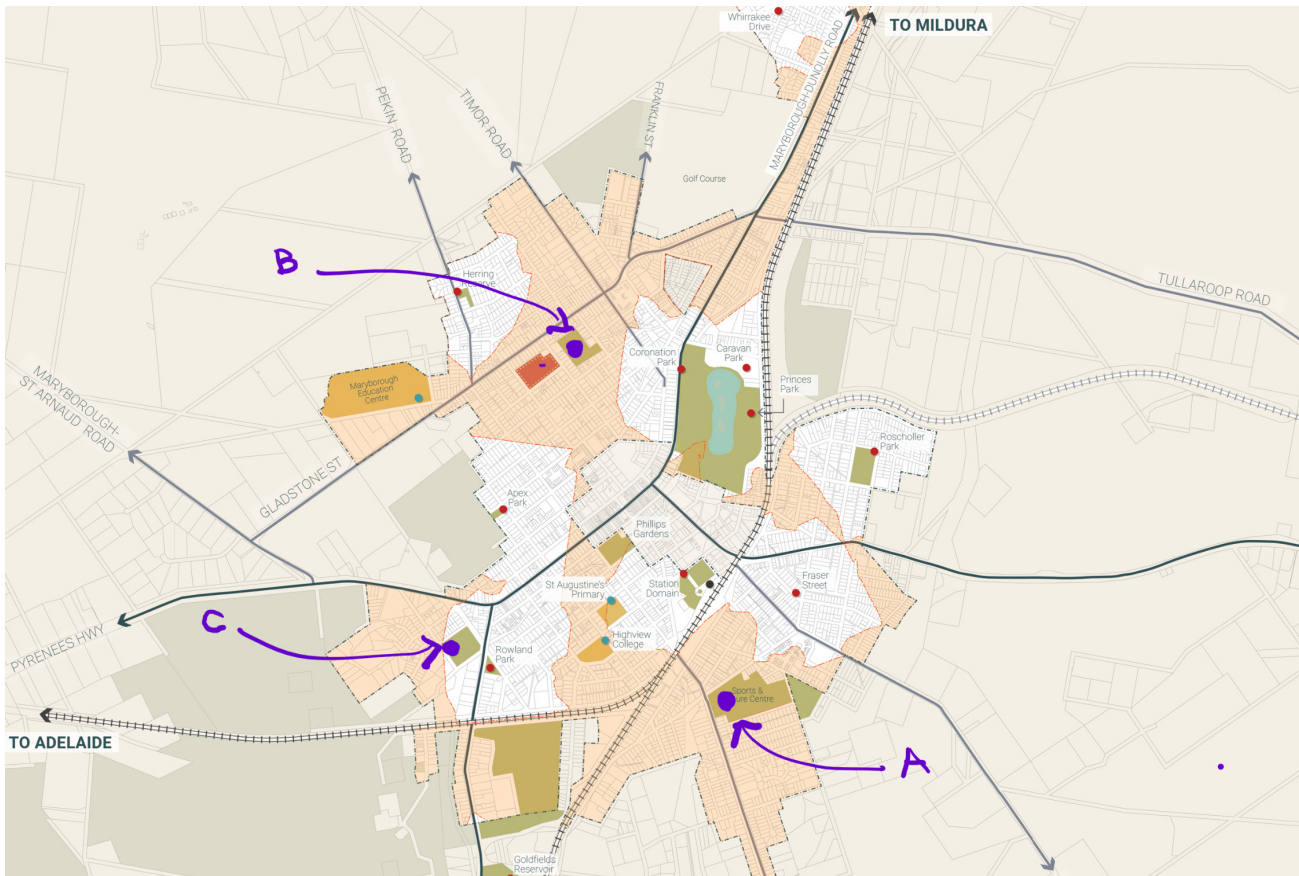 Whirrakee
Drive
TO MILDURA
MARYBOROUGH-DUNOLLY ROAD
PEKIN ROAD
TIMOR ROAD
FRANKLIN ST
Golf Course
B
Herring
Reserve
TULLAROOP ROAD
Coronation
Park
Caravan
Park
Princes
Park
Maryborough
Education
Centre
MARYBOROUGH-
ST ARNAUD ROAD
Roscholler
Park
GLADSTONE ST
Apex
Park
Phillips
Gardens
St Augustine's
Primary
Station
Domain
Fraser
Street
C
Highview
College
PYRENEES HWY
Rowland
Park
Sports &
ure Centre
TO ADELAIDE
A
Goldfields
Reservoir